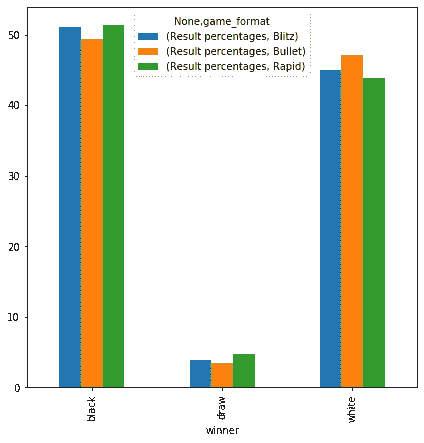 None,game_format
(Result percentages, Blitz)
(Result percentages, Bullet)
(Result percentages, Rapid)
50
40
30
20
10
0
black
draw
white
winner